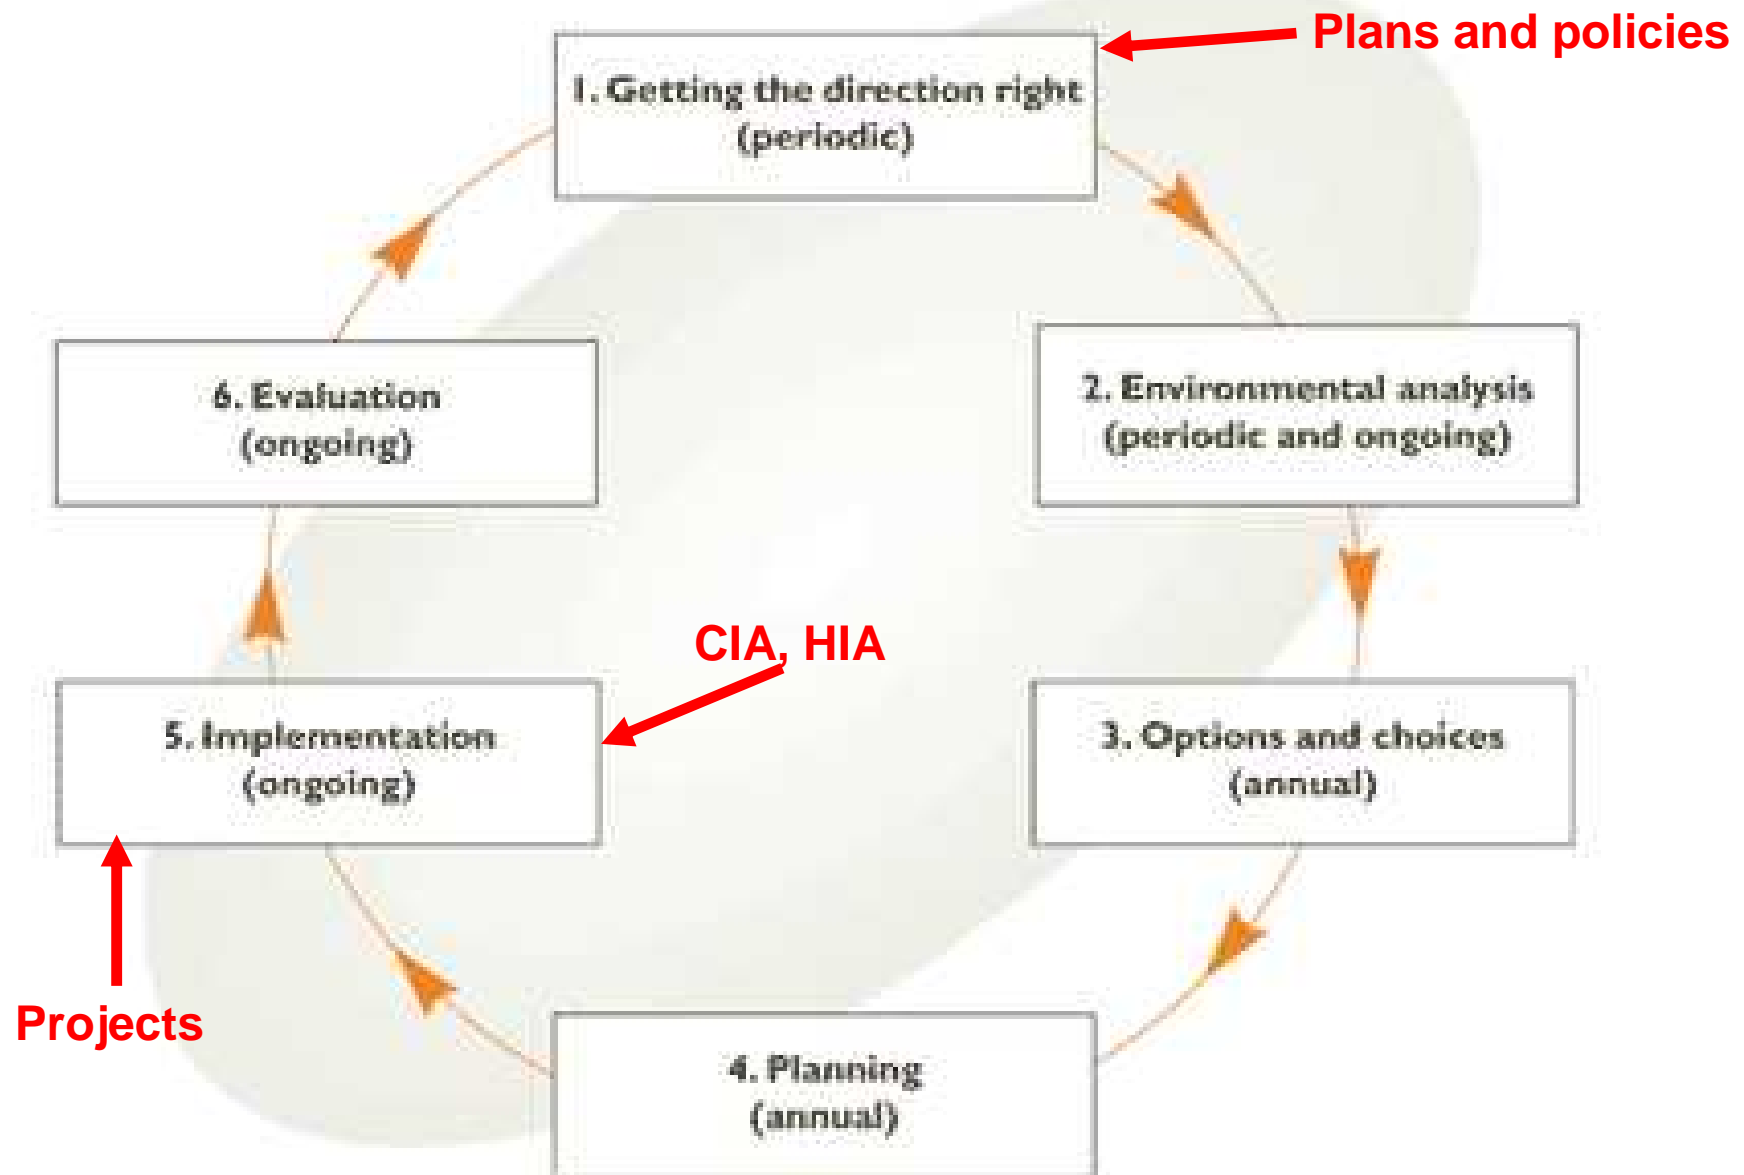 Plans and policies
1. Getting the direction right
(periodic)
6. Evaluation
(ongoing)
2. Environmental analysis
(periodic and ongoing)
CIA, HIA
5. Implementation
(ongoing)
3. Options and choices
(annual)
Projects
4. Planning
(annual)